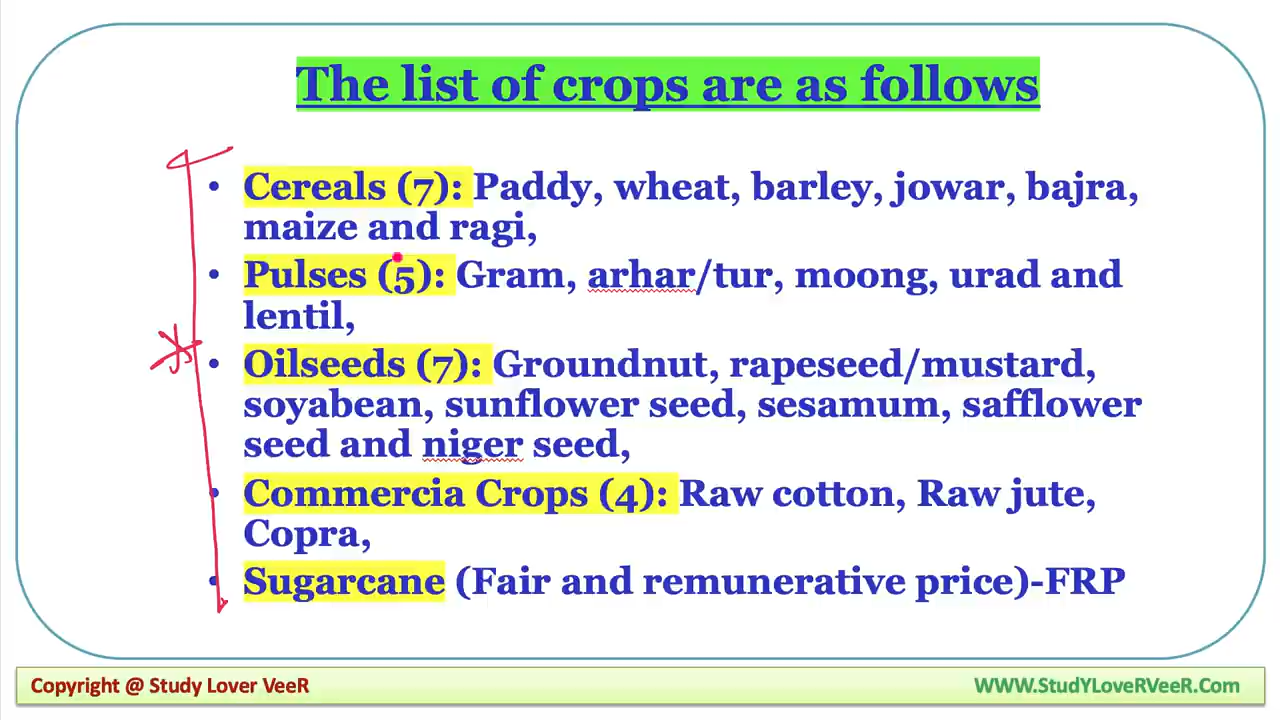 The list of crops are as follows
• Cereals (7): Paddy, wheat, barley, jowar, bajra,
maize and ragi,
• Pulses (5): Gram, arhar/tur, moong, urad and
lentil,
• Oilseeds (7): Groundnut, rapeseed/mustard,
soyabean, sunflower seed, sesamum, safflower
seed and niger seed,
• Commercia Crops (4): Raw cotton, Raw jute,
Copra,
• Sugarcane (Fair and remunerative price)-FRP
Copyright @ Study Lover VeeR
WWW.StudYLoveRVeeR.Com